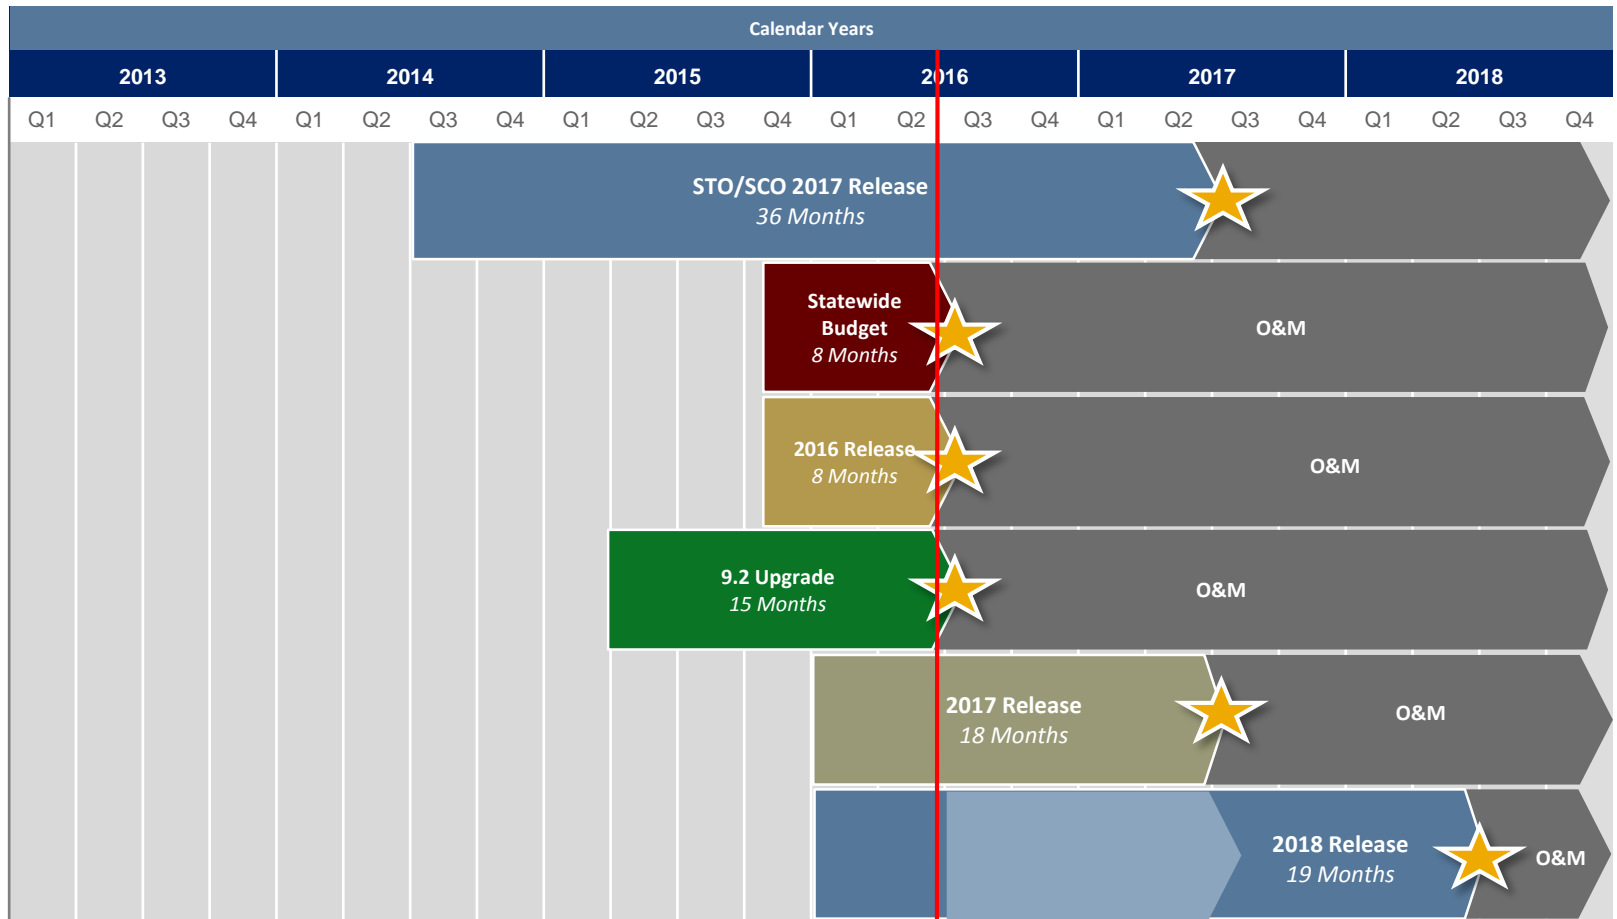 Calendar Years
2013 2014 2015 2016 2017 2018
Q1 Q2 Q3 Q4 Q1 Q2 Q3 Q4 Q1 Q2 Q3 Q4 Q1 Q2 Q3 Q4 Q1 Q2 Q3 Q4 Q1 Q2 Q3 Q4
STO/SCO 2017 Release
36 Months
Statewide
Budget
8 Months
O&M
2016 Release
8 Months
O&M
9.2 Upgrade
15 Months
O&M
2017 Release
18 Months
O&M
2018 Release
19 Months
O&M